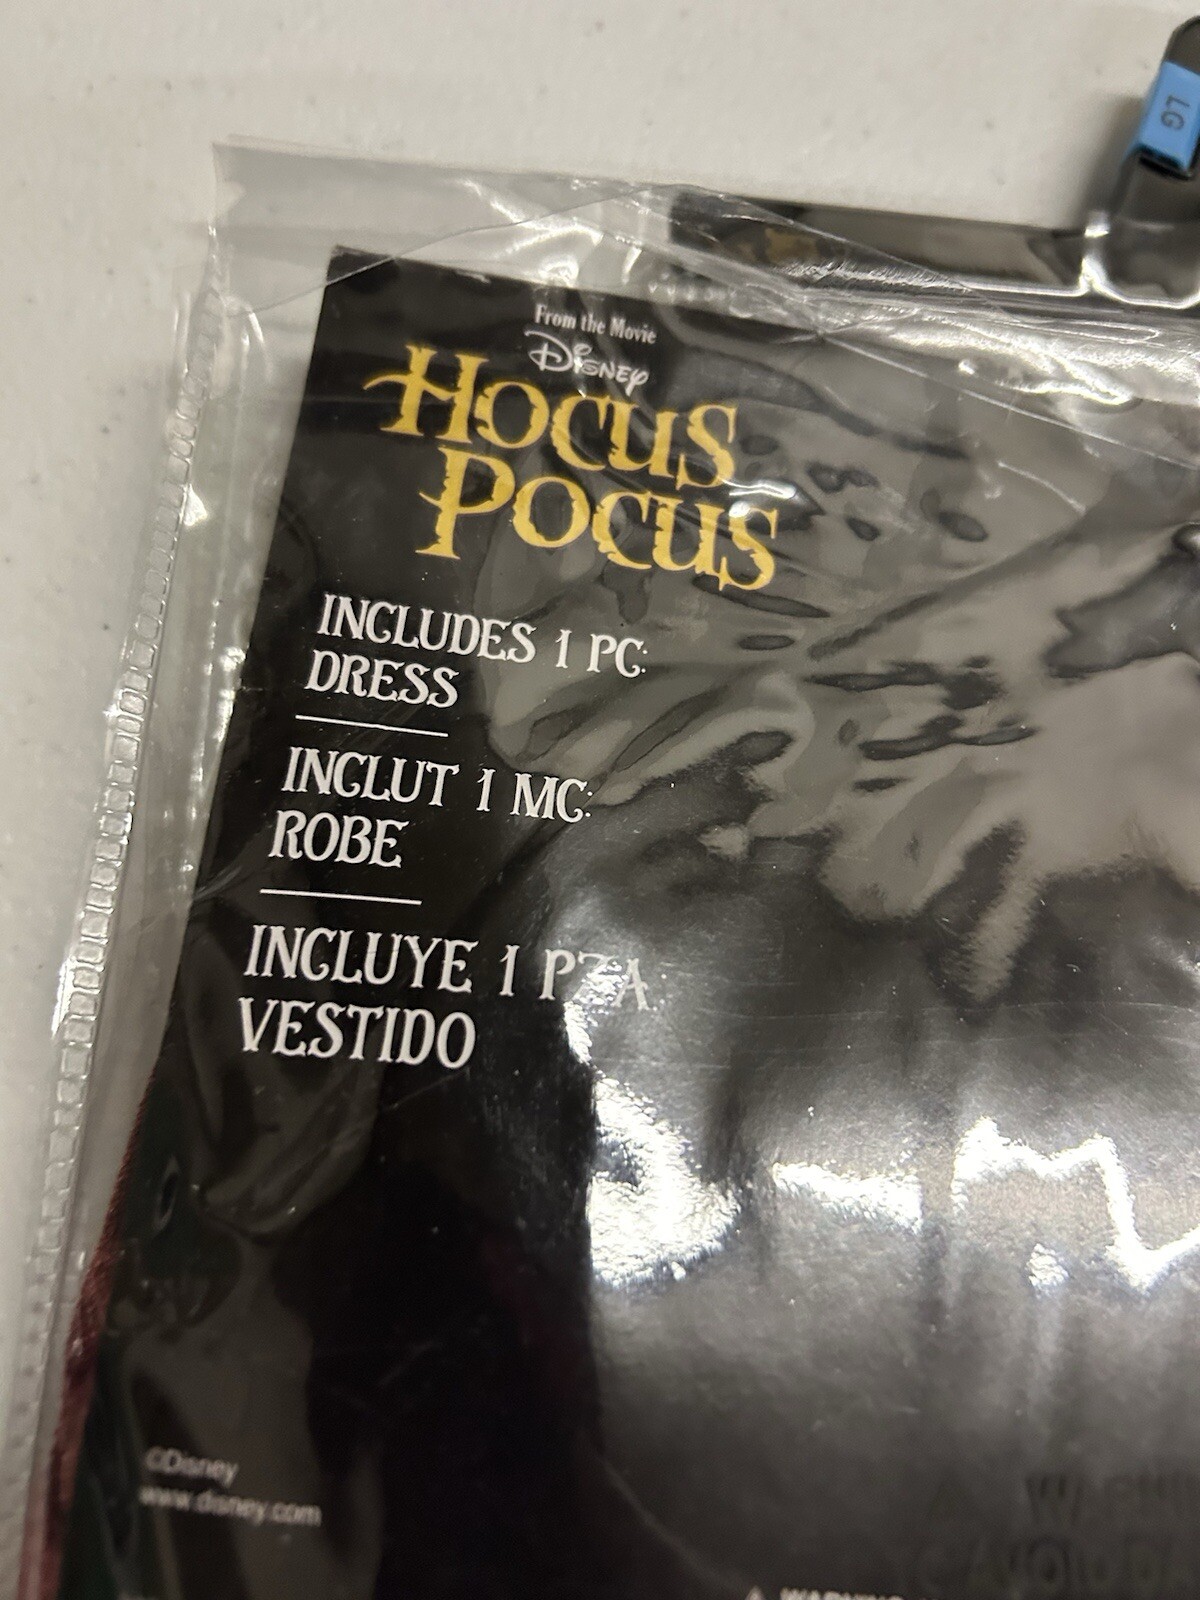 LG
From the Movie
Disney
HOCUS
POCUS
INCLUDES 1 PC:
DRESS
INCLUT 1 MC:
ROBE
INCLUYE 1 PZA
VESTIDO
©Disney
www.disney.com
WARNING